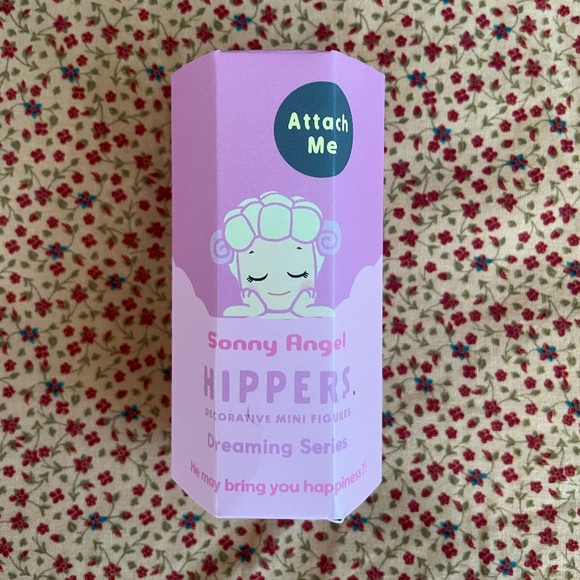 Attach
Me
Sonny Angel
HIPPERS.
DECORATIVE MINI FIGURES
Dreaming Series
He may bring you happiness!!